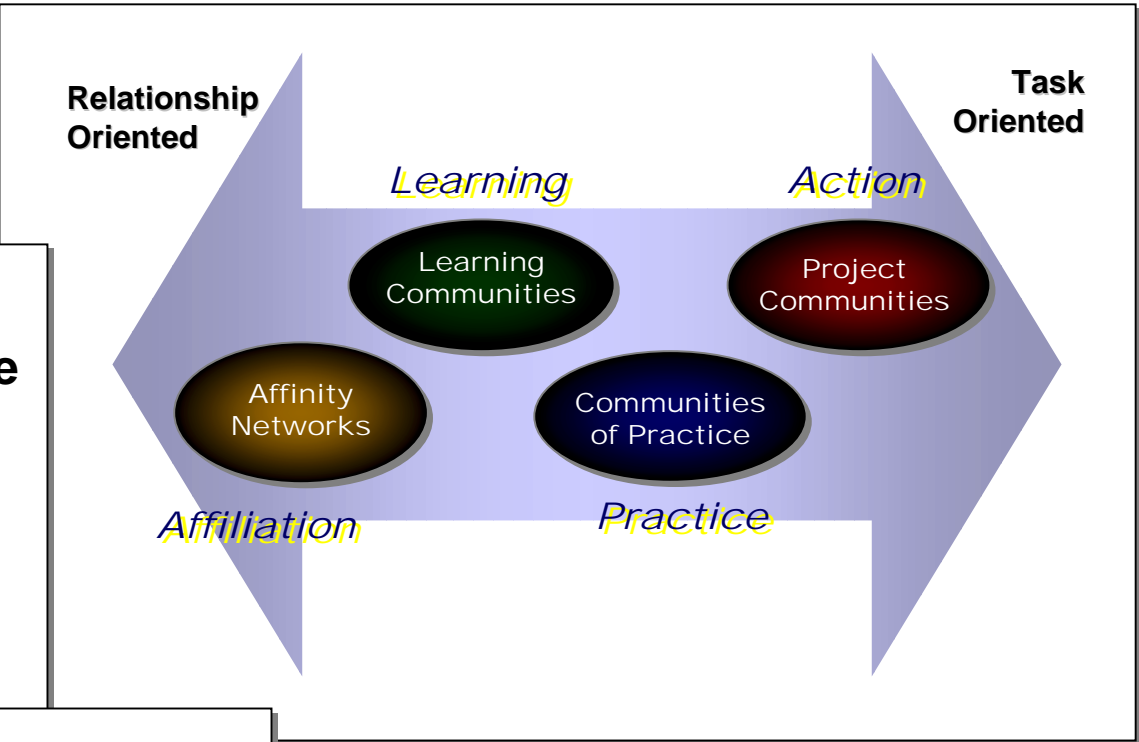 Relationship
Oriented
Task
Oriented
Learning
Action
Learning
Communities
Project
Communities
e
Affinity
Networks
Communities
of Practice
Affiliation
Practice